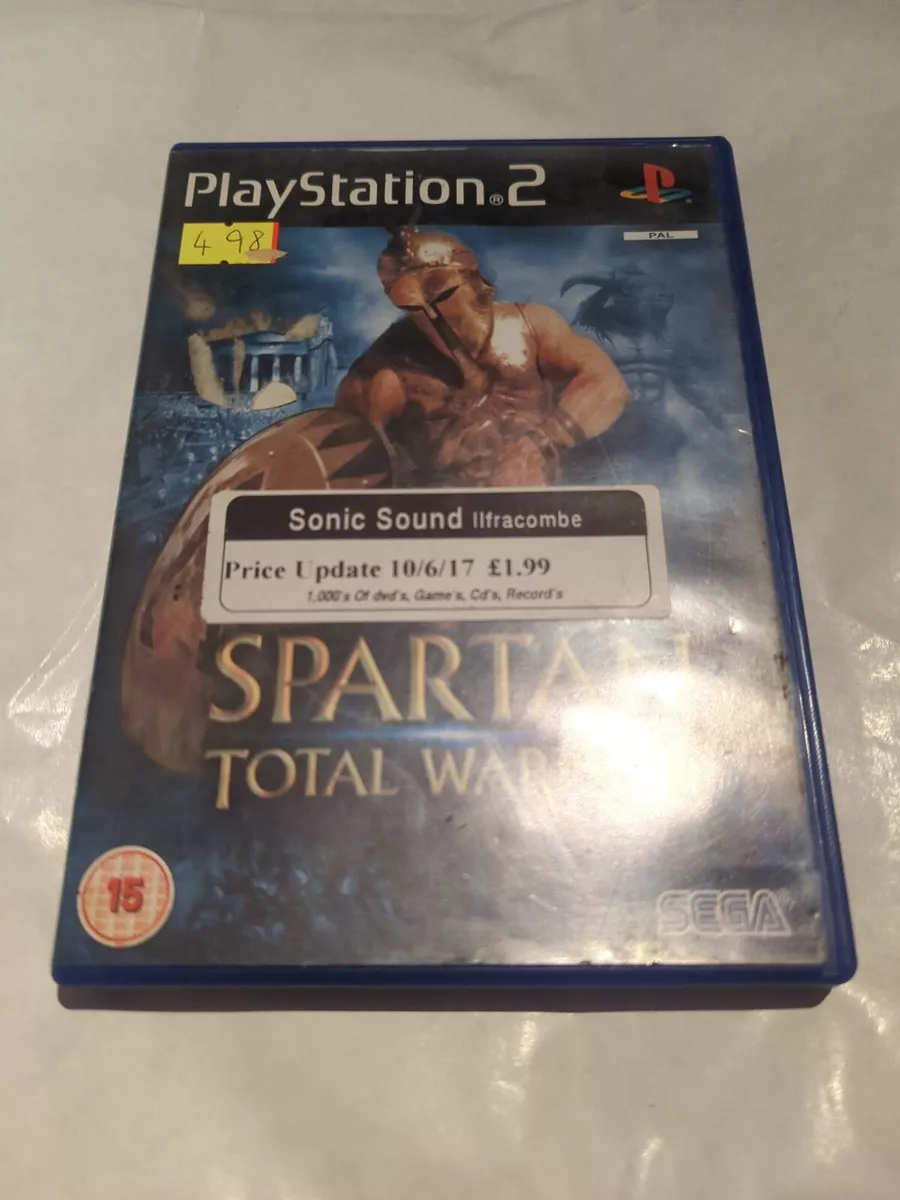 PlayStation®2
PAL
4 98
Sonic Sound Ilfracombe
Price Update 10/6/17 £1.99
1,000's Of dvd's, Game's, Cd's, Record's
SPARTAN
TOTAL WAR
15
SEGA